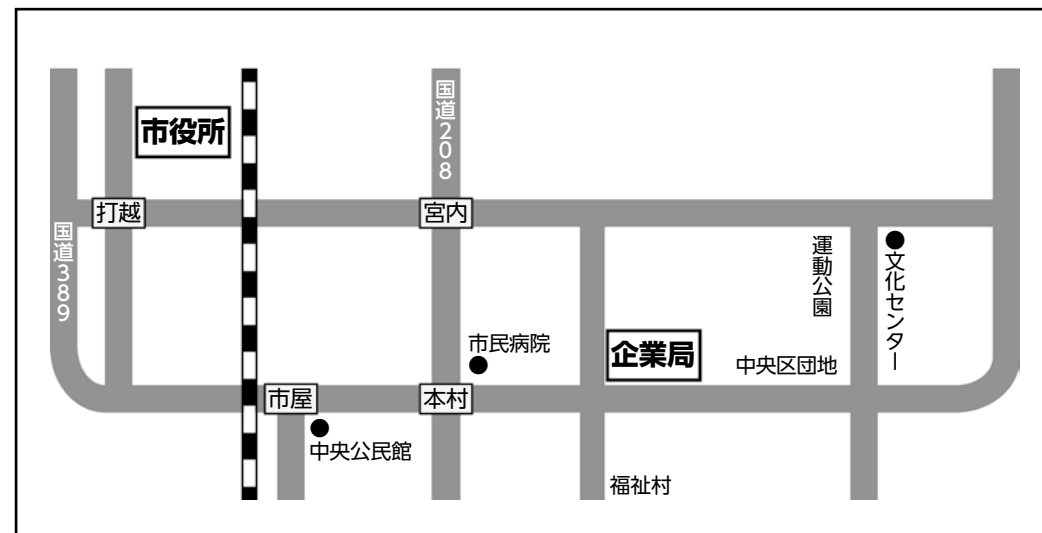 国道208
市役所
打越
宮内
国道389
運動公園
文化センター
市民病院
企業局
中央区団地
市屋
本村
中央公民館
福祉村